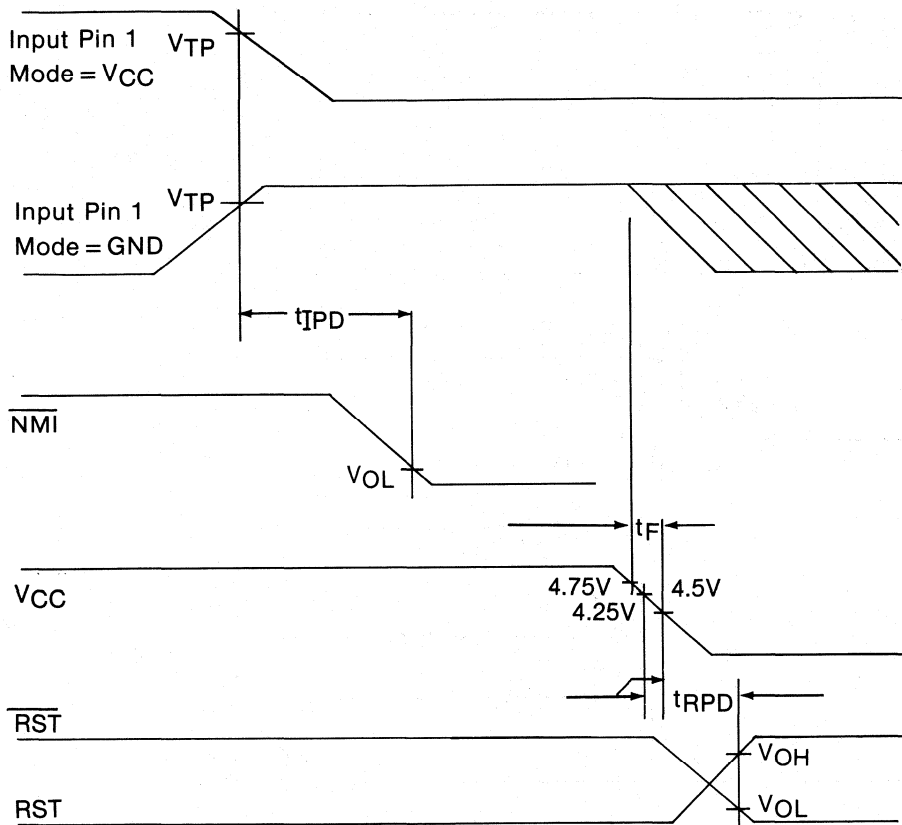 Input Pin 1
Mode = VCC
VTP
Input Pin 1
Mode = GND
VTP
tIPD
NMI
VOL
tF
VCC
4.75V
4.5V
4.25V
tRPD
RST
VOH
RST
VOL